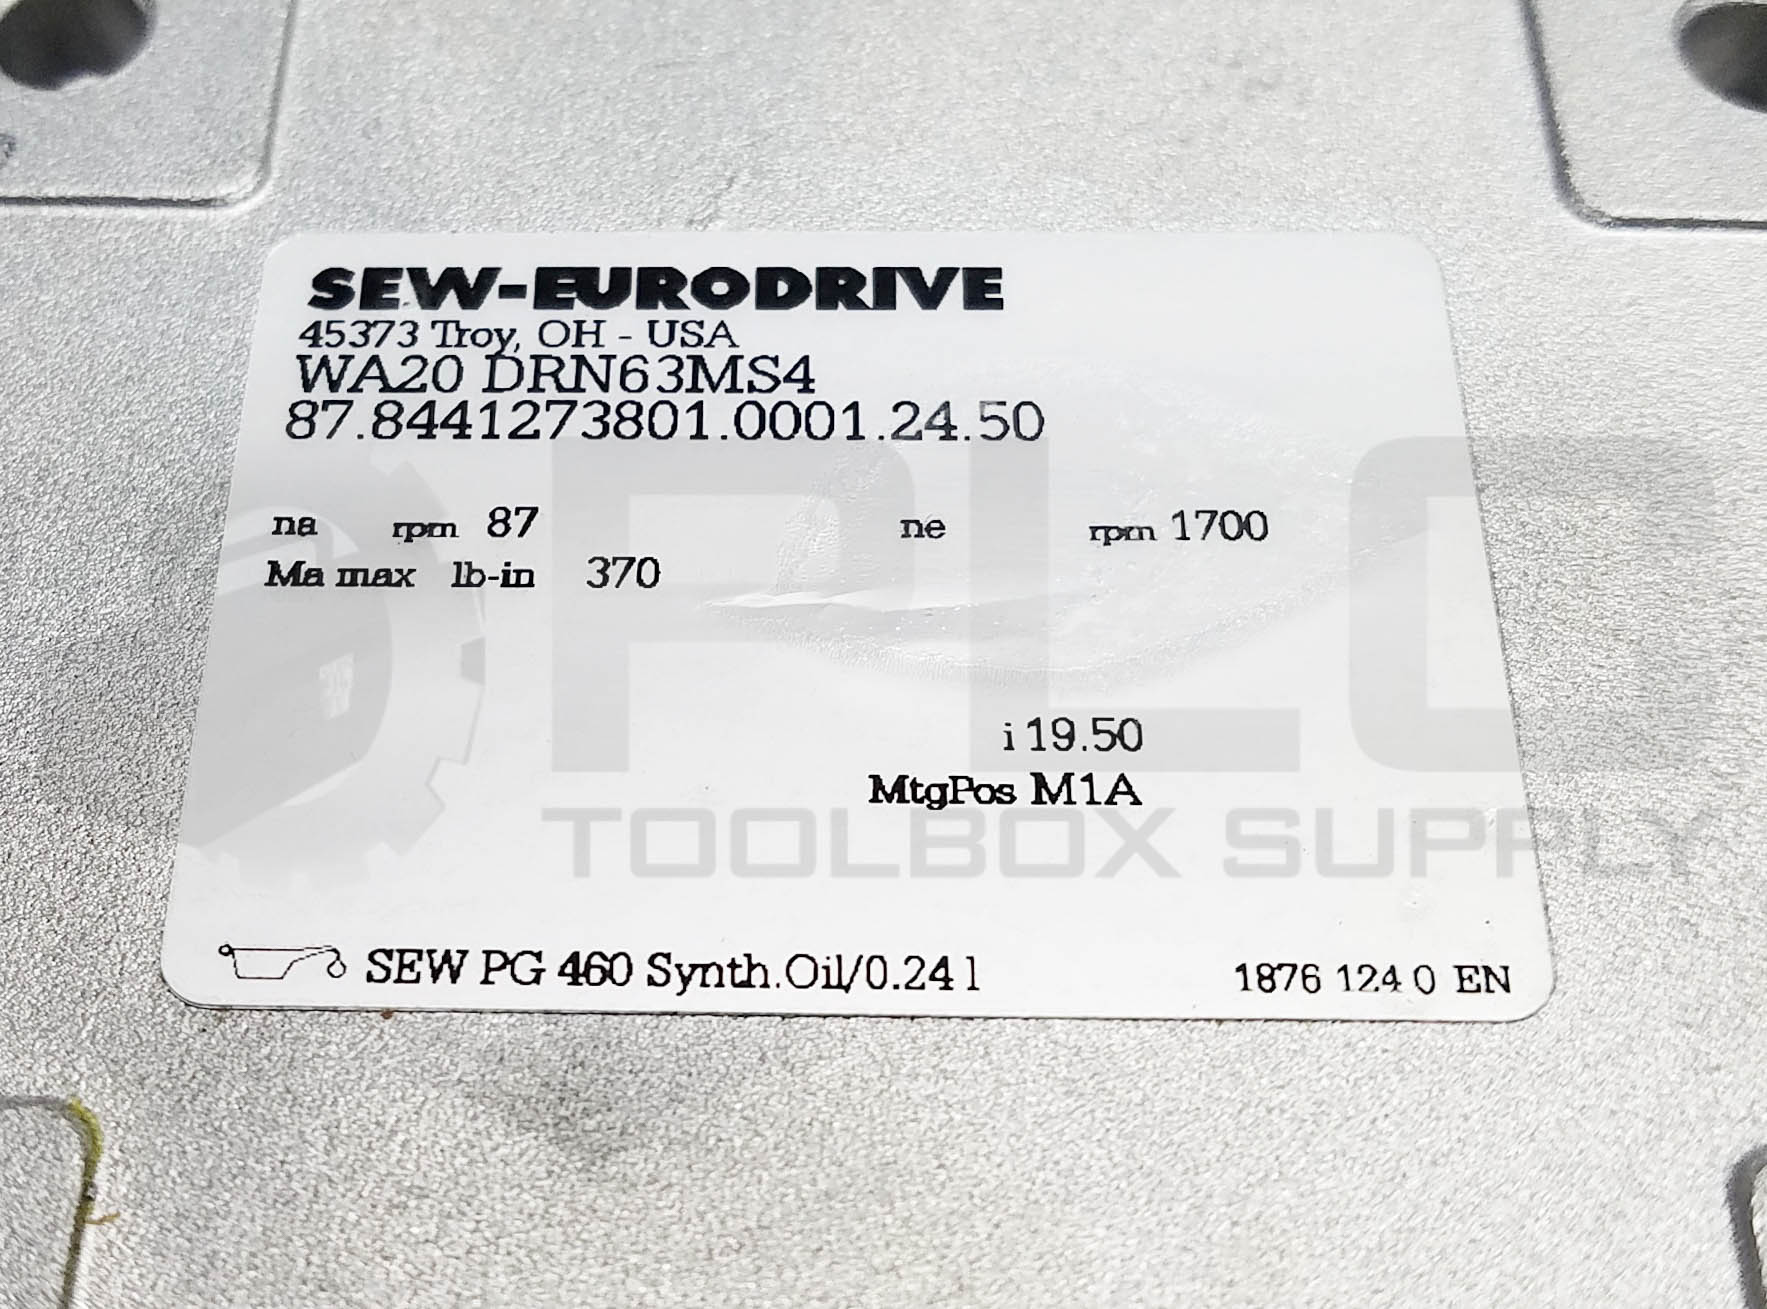 SEW-EURODRIVE
45373 Troy, OH - USA
WA20 DRN63MS4
87.8441273801.0001.24.50
na rpm 87 ne rpm 1700
Ma max lb-in 370
i 19.50
MtgPos M1A
SEW PG 460 Synth.Oil/0.24 l
1876 124 0 EN
PLC
TOOLBOX SUPPLY